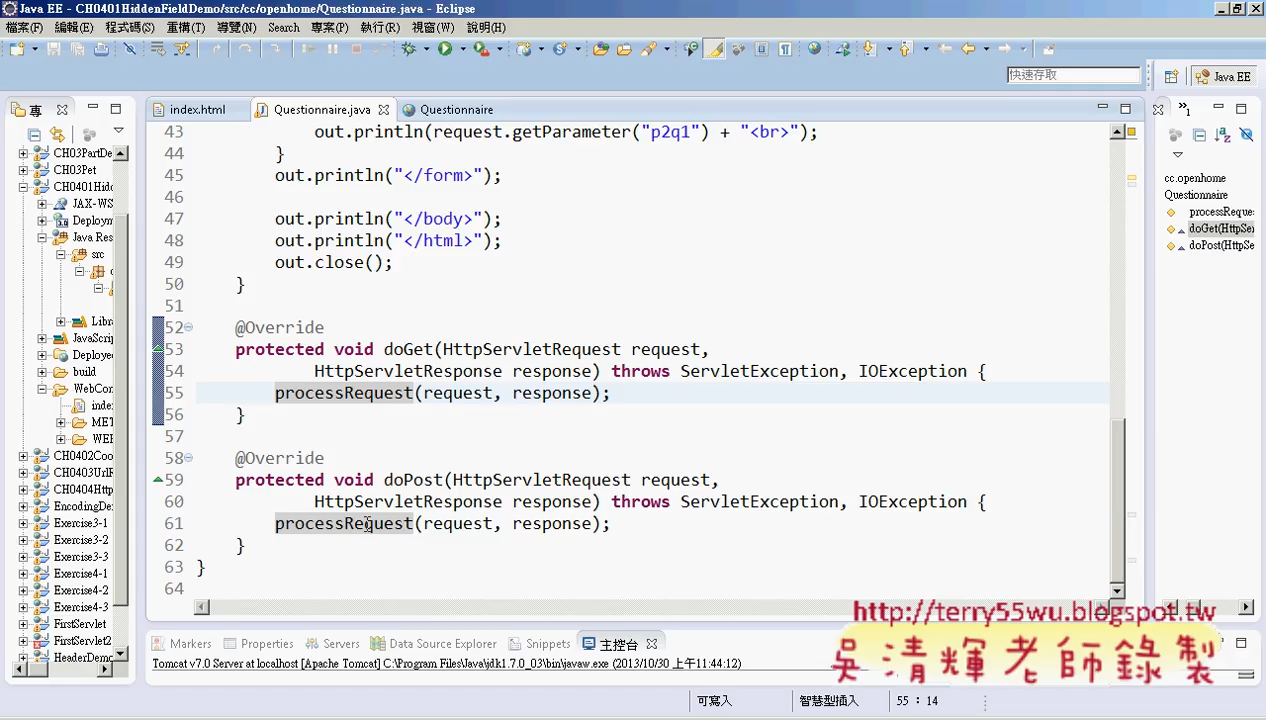 Java EE - CH0401HiddenFieldDemo/src/cc/openhome/Questionnaire.java - Eclipse
檔案(F) 編輯(E) 程式碼(S) 重構(T) 導覽(N) Search 專案(P) 執行(R) 視窗(W) 說明(H)
快速存取
Java EE
專
index.html
Questionnaire.java
Questionnaire
CH03PartDe
CH03Pet
CH0401Hidd
JAX-WS
Deploym
Java Res
src
Libr
JavaScrip
Deploye
build
WebCon
inde
MET
WEB
CH0402Coo
CH0403UrlR
CH0404Http
EncodingDe
Exercise3-1
Exercise3-2
Exercise3-3
Exercise4-1
Exercise4-2
Exercise4-3
FirstServlet
FirstServlet2
HeaderDemo
43 out.println(request.getParameter("p2q1") + "<br>");
44 }
45 out.println("</form>");
46
47 out.println("</body>");
48 out.println("</html>");
49 out.close();
50 }
51
52 @Override
53 protected void doGet(HttpServletRequest request,
54 HttpServletResponse response) throws ServletException, IOException {
55 processRequest(request, response);
56 }
57
58 @Override
59 protected void doPost(HttpServletRequest request,
60 HttpServletResponse response) throws ServletException, IOException {
61 processRequest(request, response);
62 }
63 }
64
cc.openhome
Questionnaire
processReque
doGet(HttpSer
doPost(HttpSe
Markers Properties Servers Data Source Explorer Snippets 主控台
Tomcat v7.0 Server at localhost [Apache Tomcat] C:\Program Files\Java\jdk1.7.0_03\bin\javaw.exe (2013/10/30 上午11:44:12)
可寫入 智慧型插入 55 : 14
http://terry55wu.blogspot.tw
吳清輝老師錄製